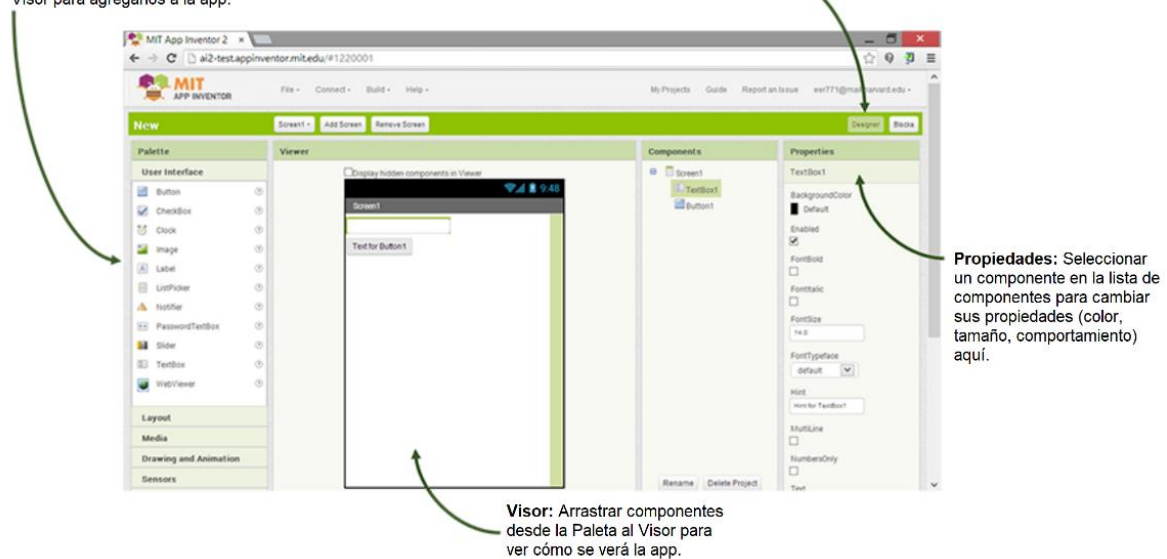 Visor para agregarlos a la app.
MIT App Inventor 2
ai2-test.appinventor.mit.edu/#1220001
MIT
APP INVENTOR
File
Connect
Build
Help
My Projects
Guide
Report an Issue
New
Screen1
Add Screen
Remove Screen
Designer
Blocks
Palette
Viewer
Components
Properties
User Interface
Button
CheckBox
Clock
Image
Label
ListPicker
Notifier
PasswordTextBox
Slider
TextBox
WebViewer
Layout
Media
Drawing and Animation
Sensors
Display hidden components in Viewer
9:48
Screen1
Text for Button1
Screen1
TextBox1
Button1
Rename
Delete Project
TextBox1
BackgroundColor
Default
Enabled
FontBold
FontItalic
FontSize
14.0
FontTypeface
default
Hint
Hint for TextBox1
MultiLine
NumbersOnly
Text
Propiedades: Seleccionar
un componente en la lista de
componentes para cambiar
sus propiedades (color,
tamaño, comportamiento)
aquí.
Visor: Arrastrar componentes
desde la Paleta al Visor para
ver cómo se verá la app.